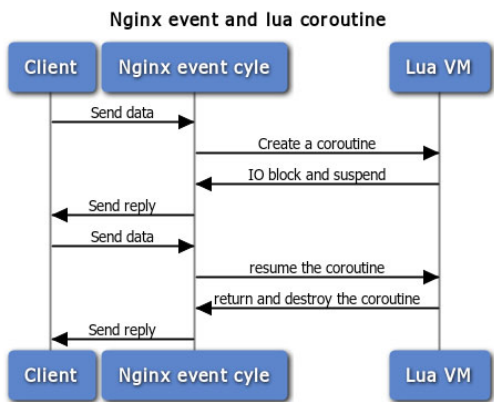 Nginx event and lua coroutine
Client
Nginx event cyle
Lua VM
Send data
Create a coroutine
IO block and suspend
Send reply
Send data
resume the coroutine
return and destroy the coroutine
Send reply
Client
Nginx event cyle
Lua VM